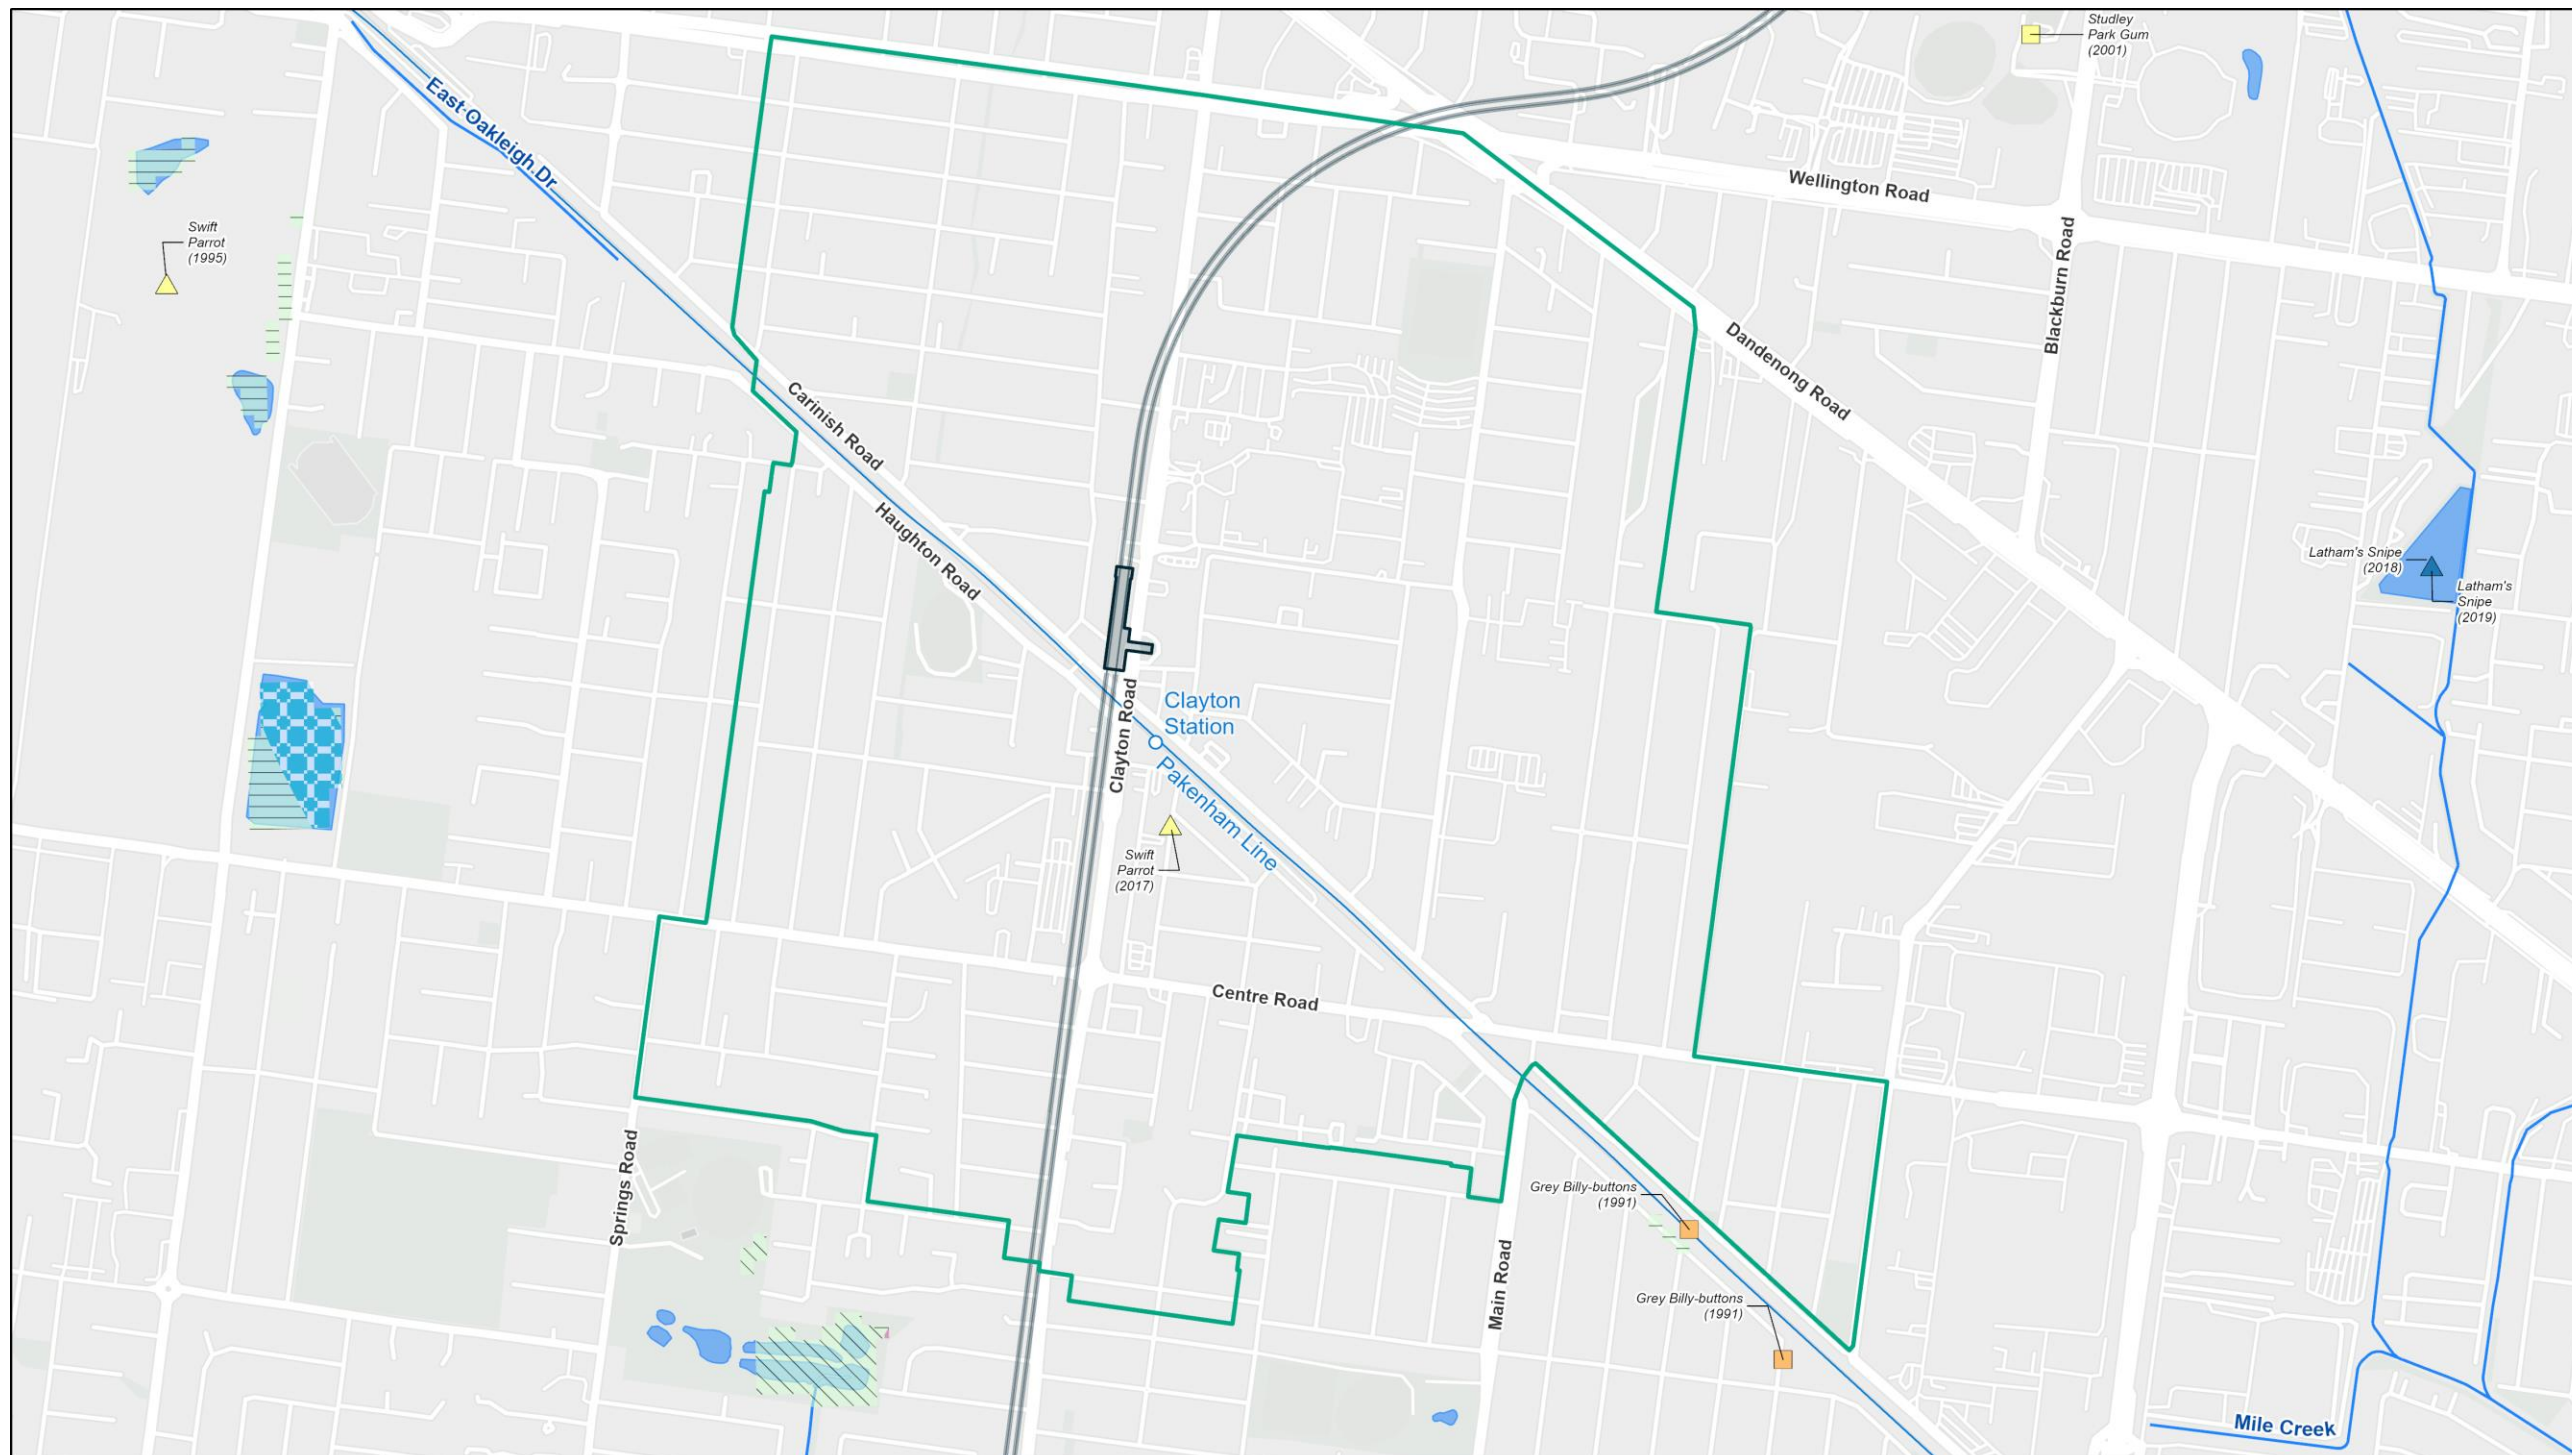 Studley
Park Gum
(2001)
East Oakleigh Dr
Wellington Road
Swift
Parrot
(1995)
Blackburn Road
Dandenong Road
Carinish Road
Haughton Road
Latham's Snipe
(2018)
Latham's
Snipe
(2019)
Clayton
Station
Clayton Road
Pakenham Line
Swift
Parrot
(2017)
Centre Road
Springs Road
Grey Billy-buttons
(1991)
Main Road
Grey Billy-buttons
(1991)
Mile Creek